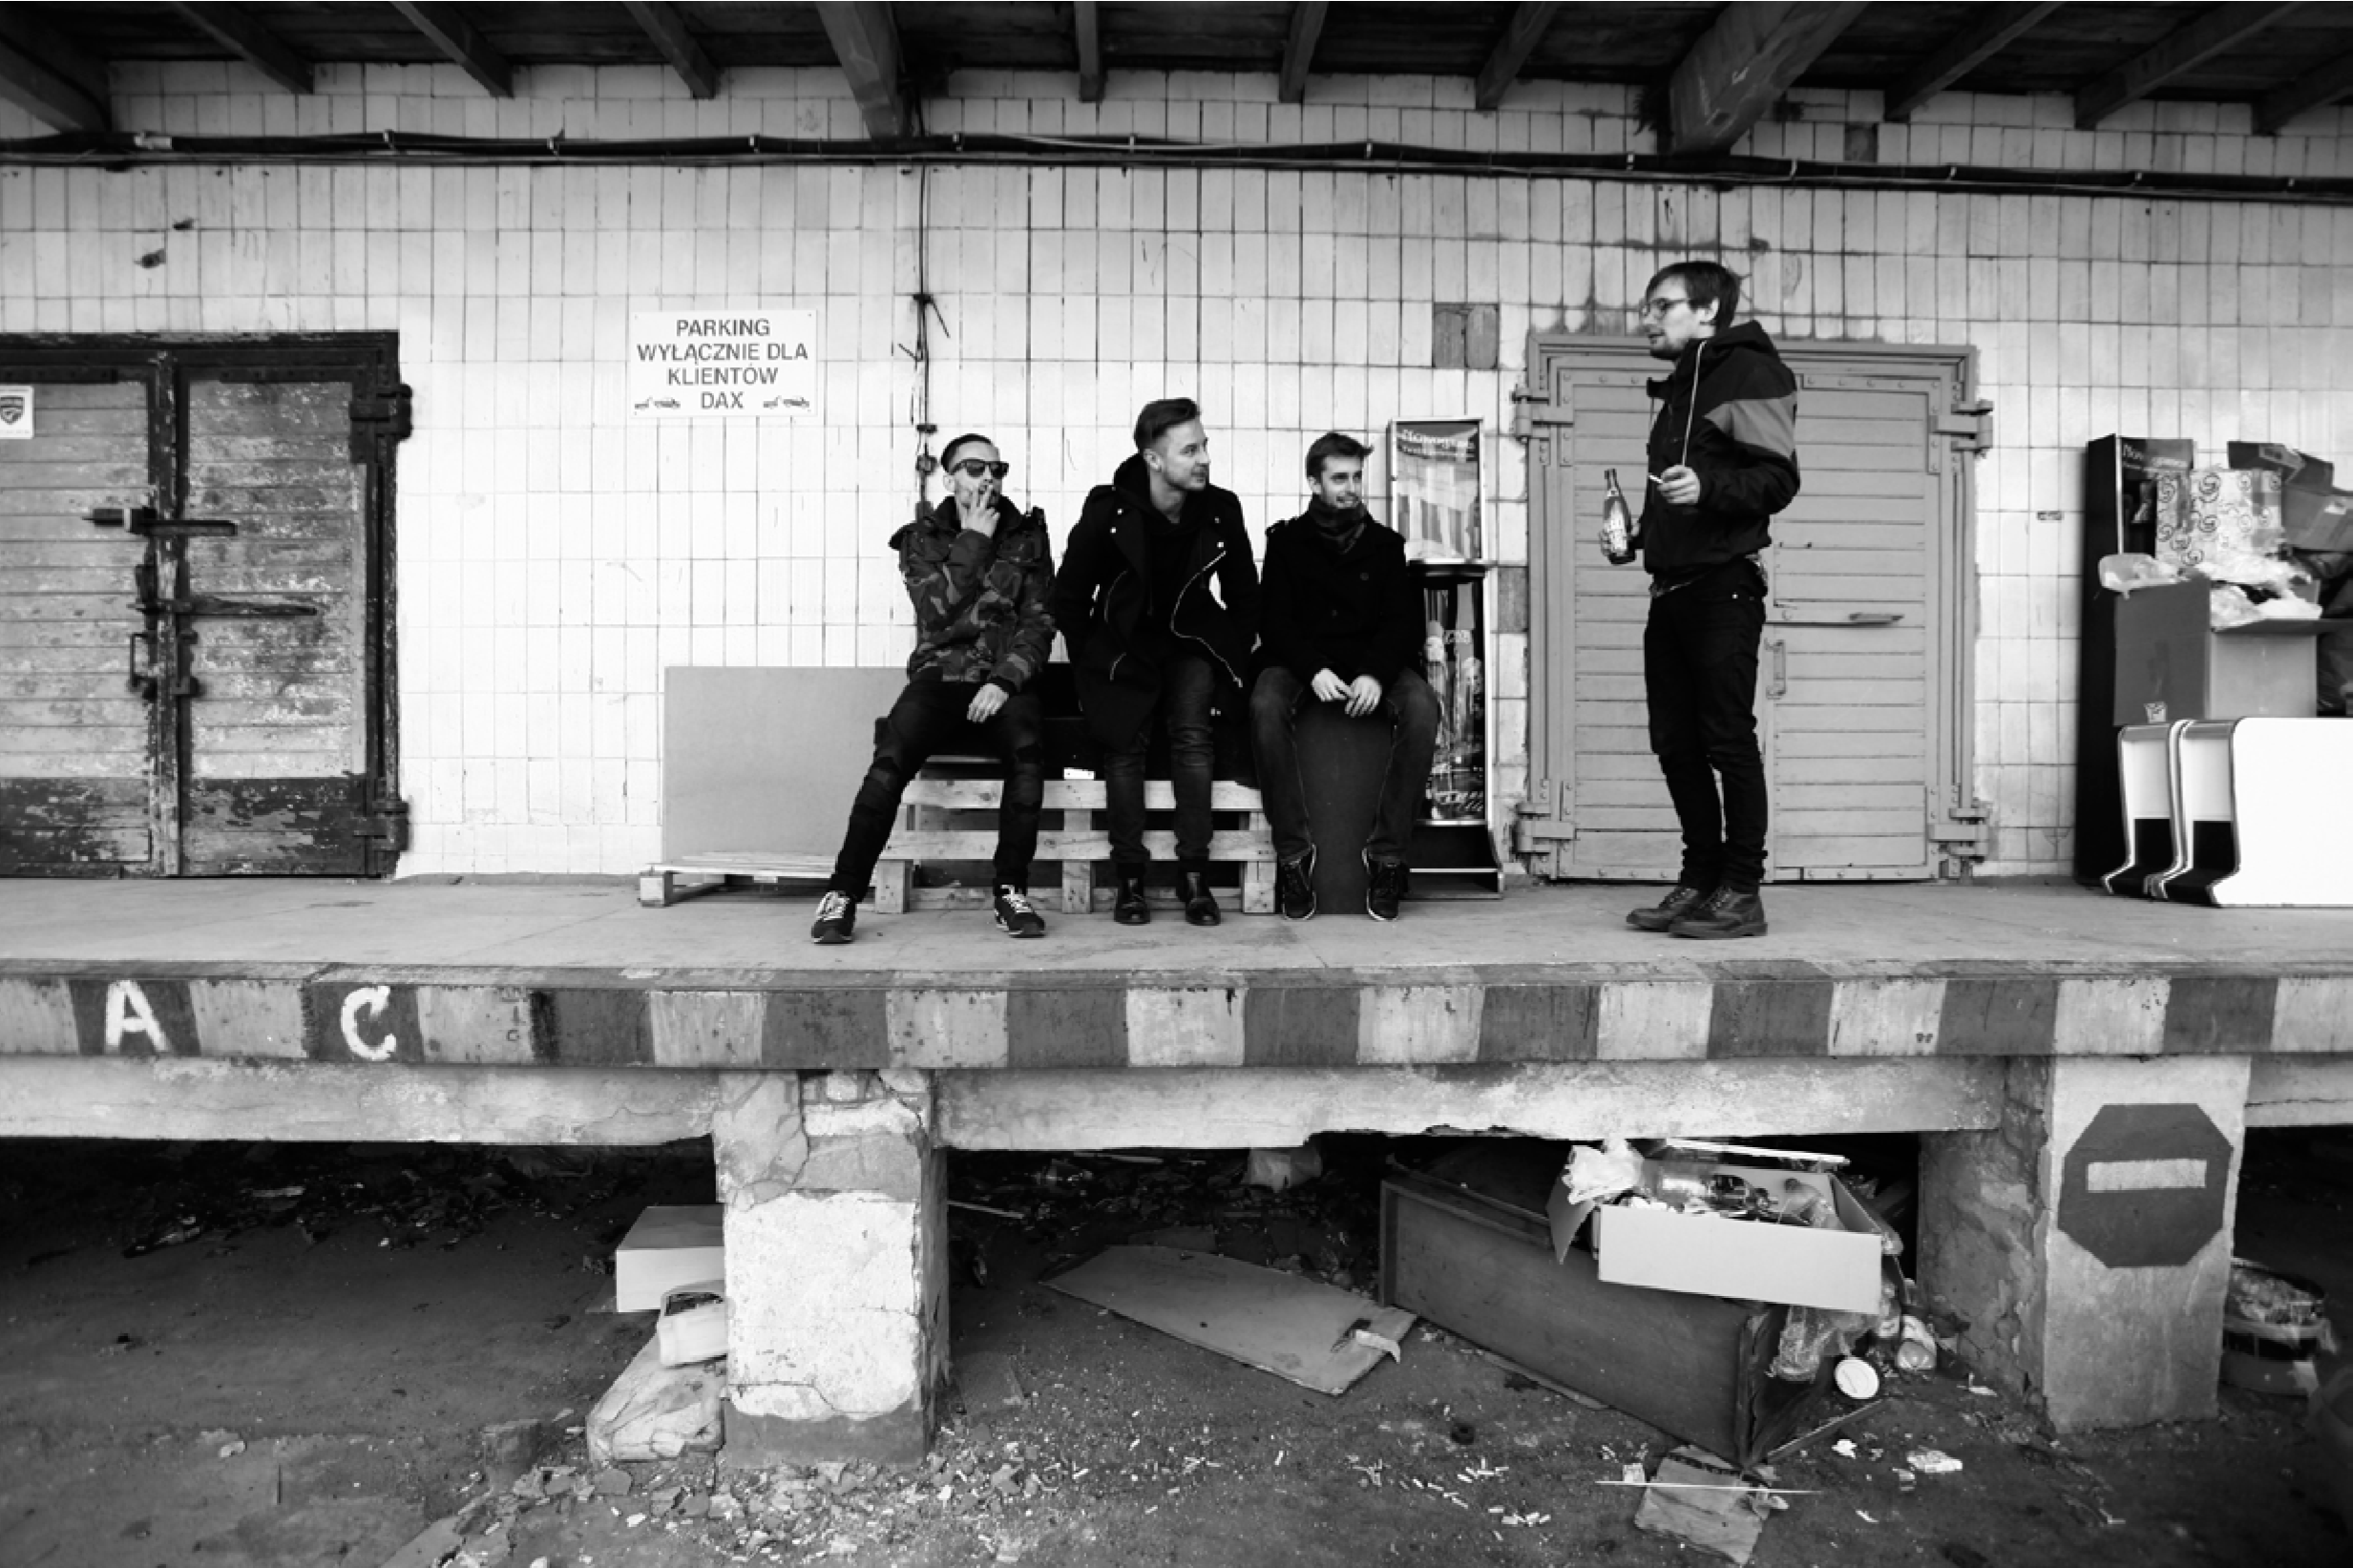 PARKING
WYŁĄCZNIE DLA
KLIENTÓW
DAX
A C